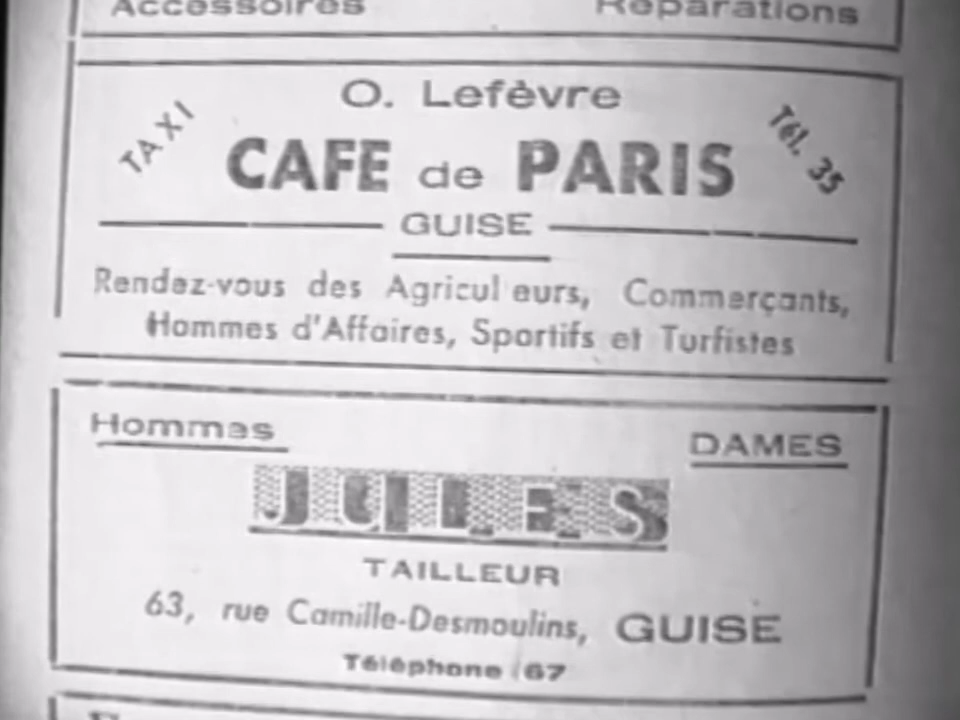 Accessoires Réparations
O. Lefèvre
TAXI CAFE de PARIS Tél. 35
GUISE
Rendez-vous des Agriculteurs, Commerçants,
Hommes d'Affaires, Sportifs et Turfistes
Hommes DAMES
JULES
TAILLEUR
63, rue Camille-Desmoulins, GUISE
Téléphone 67